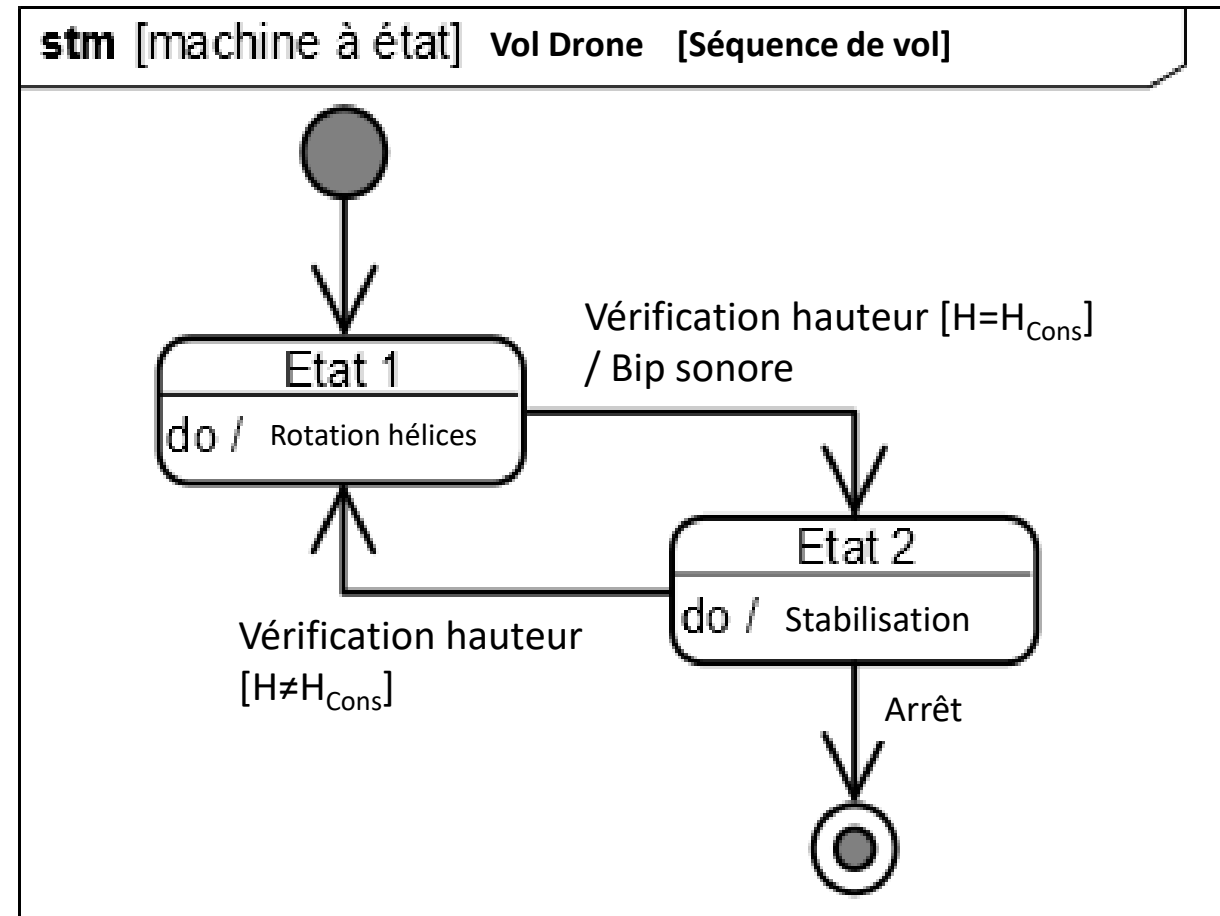 stm [machine à état] Vol Drone [Séquence de vol]
Vérification hauteur [H=HCons]
/ Bip sonore
Etat 1
do / Rotation hélices
Etat 2
do / Stabilisation
Vérification hauteur
[H≠HCons]
Arrêt